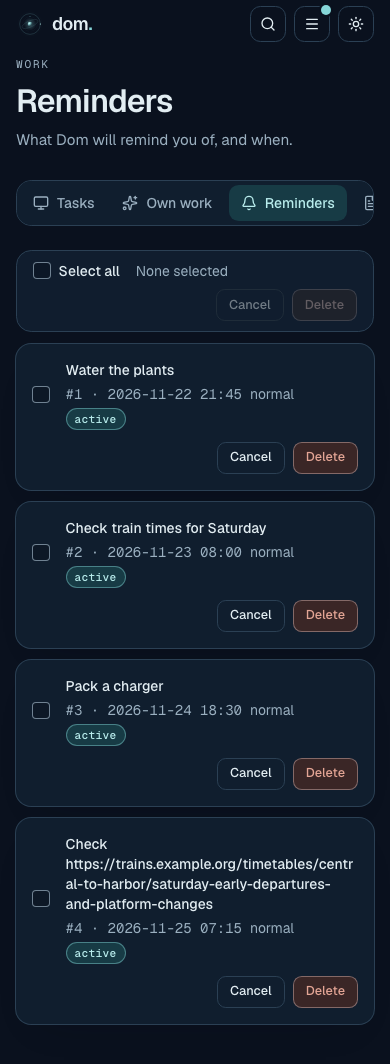 dom.
WORK
Reminders
What Dom will remind you of, and when.
Tasks
Own work
Reminders
Select all
None selected
Cancel
Delete
Water the plants
#1 · 2026-11-22 21:45 normal
active
Cancel
Delete
Check train times for Saturday
#2 · 2026-11-23 08:00 normal
active
Cancel
Delete
Pack a charger
#3 · 2026-11-24 18:30 normal
active
Cancel
Delete
Check
https://trains.example.org/timetables/centr
al-to-harbor/saturday-early-departures-
and-platform-changes
#4 · 2026-11-25 07:15 normal
active
Cancel
Delete